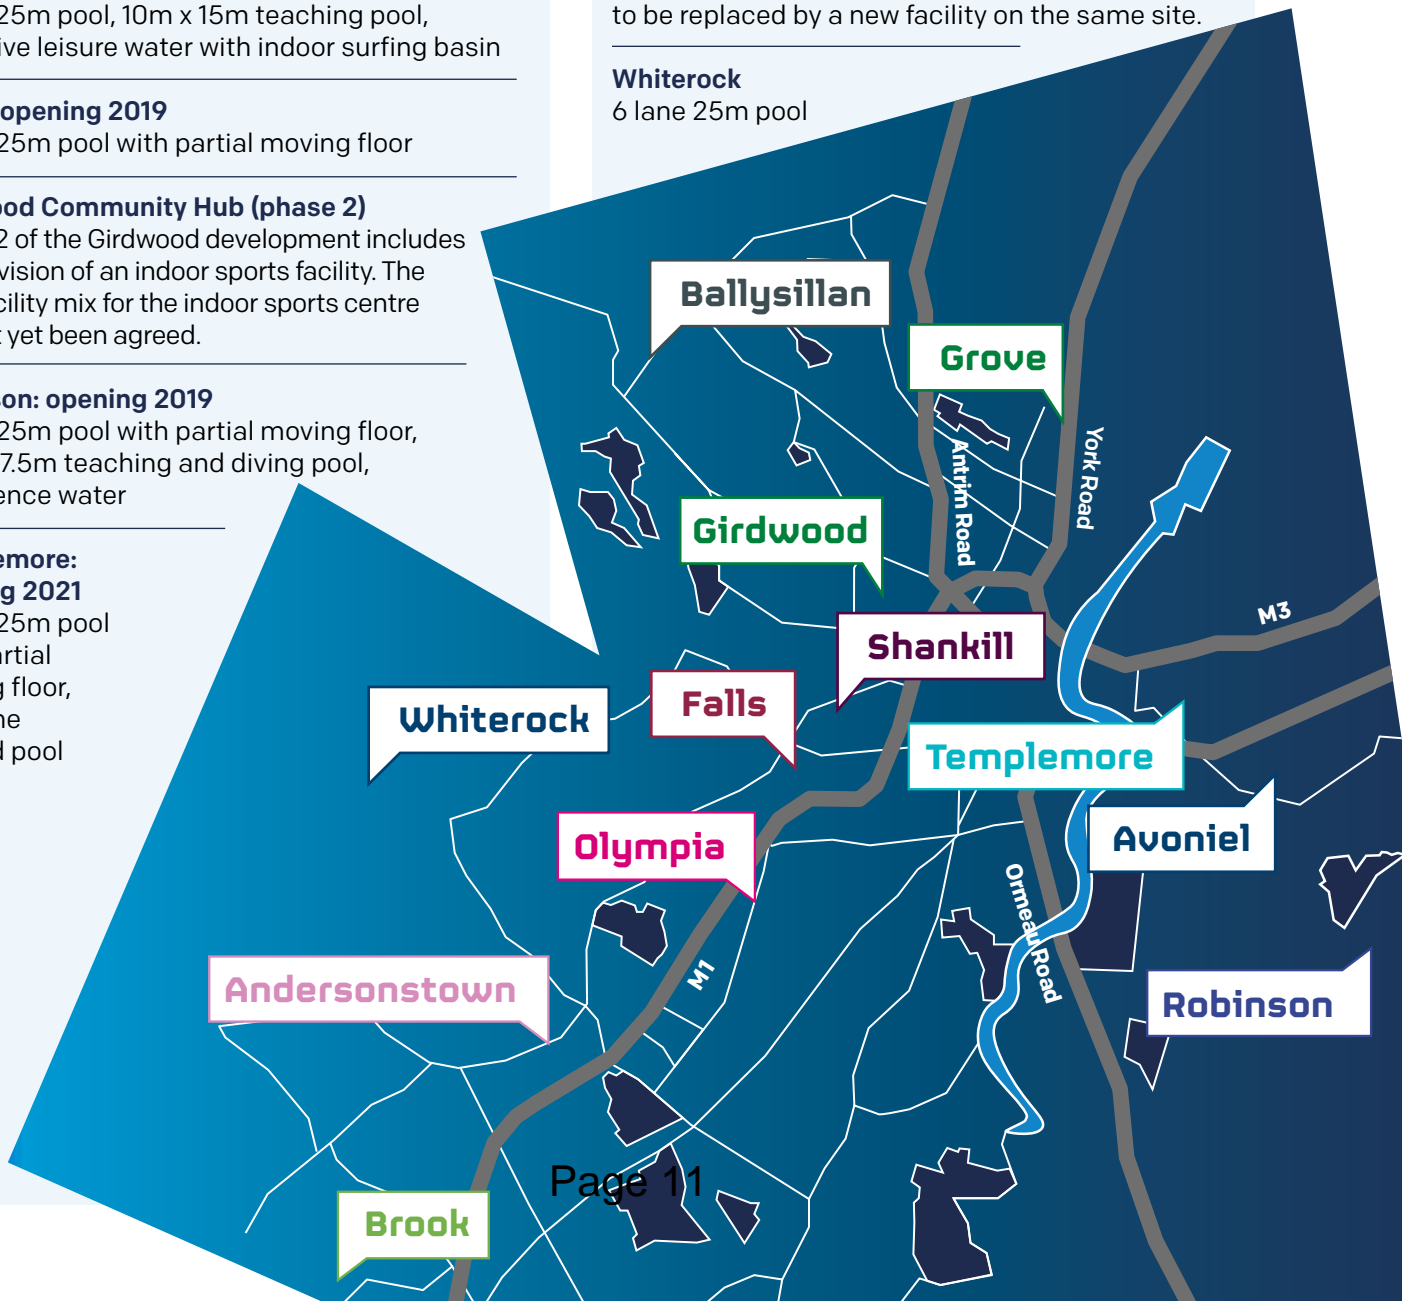 25m pool, 10m x 15m teaching pool,
ive leisure water with indoor surfing basin
opening 2019
25m pool with partial moving floor
ood Community Hub (phase 2)
2 of the Girdwood development includes
vision of an indoor sports facility. The
cility mix for the indoor sports centre
t yet been agreed.
son: opening 2019
25m pool with partial moving floor,
7.5m teaching and diving pool,
ence water
emore:
g 2021
25m pool
artial
g floor,
ne
d pool
to be replaced by a new facility on the same site.
Whiterock
6 lane 25m pool
Ballysillan
Grove
York Road
Antrim Road
Girdwood
M3
Shankill
Falls
Whiterock
Templemore
Avoniel
Olympia
Ormeau Road
M1
Andersonstown
Robinson
Page 11
Brook